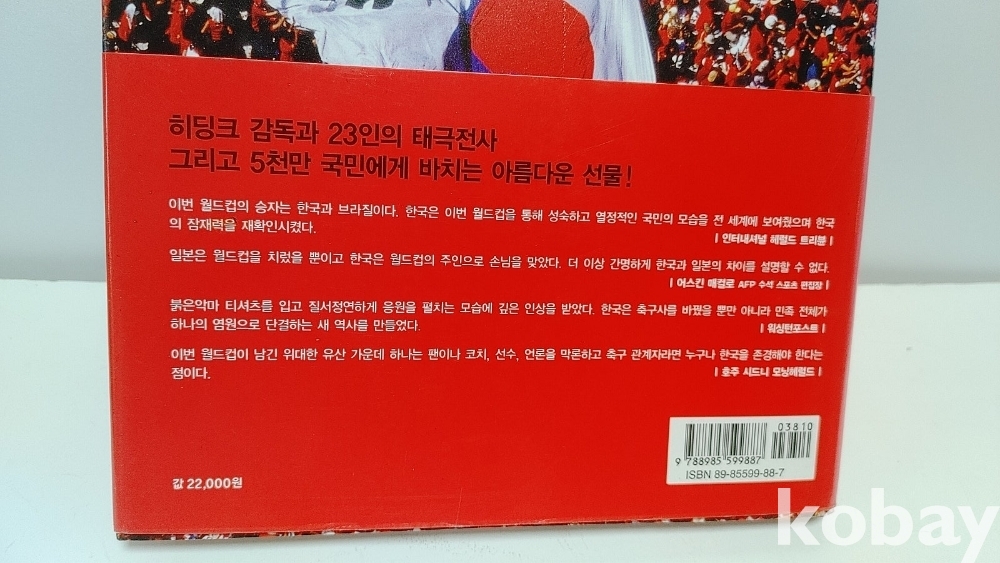 히딩크 감독과 23인의 태극전사
그리고 5천만 국민에게 바치는 아름다운 선물!
이번 월드컵의 승자는 한국과 브라질이다. 한국은 이번 월드컵을 통해 성숙하고 열정적인 국민의 모습을 전 세계에 보여줬으며 한국
의 잠재력을 재확인시켰다.
| 인터내셔널 헤럴드 트리뷴 |
일본은 월드컵을 치렀을 뿐이고 한국은 월드컵의 주인으로 손님을 맞았다. 더 이상 간명하게 한국과 일본의 차이를 설명할 수 없다.
| 어스킨 매컬로 AFP 수석 스포츠 편집장 |
붉은악마 티셔츠를 입고 질서정연하게 응원을 펼치는 모습에 깊은 인상을 받았다. 한국은 축구사를 바꿨을 뿐만 아니라 민족 전체가
하나의 염원으로 단결하는 새 역사를 만들었다.
| 워싱턴포스트 |
이번 월드컵이 남긴 위대한 유산 가운데 하나는 팬이나 코치, 선수, 언론을 막론하고 축구 관계자라면 누구나 한국을 존경해야 한다는
점이다.
| 호주 시드니 모닝헤럴드 |
03810
9 788985 599887
ISBN 89-85599-88-7
값 22,000원
kobay